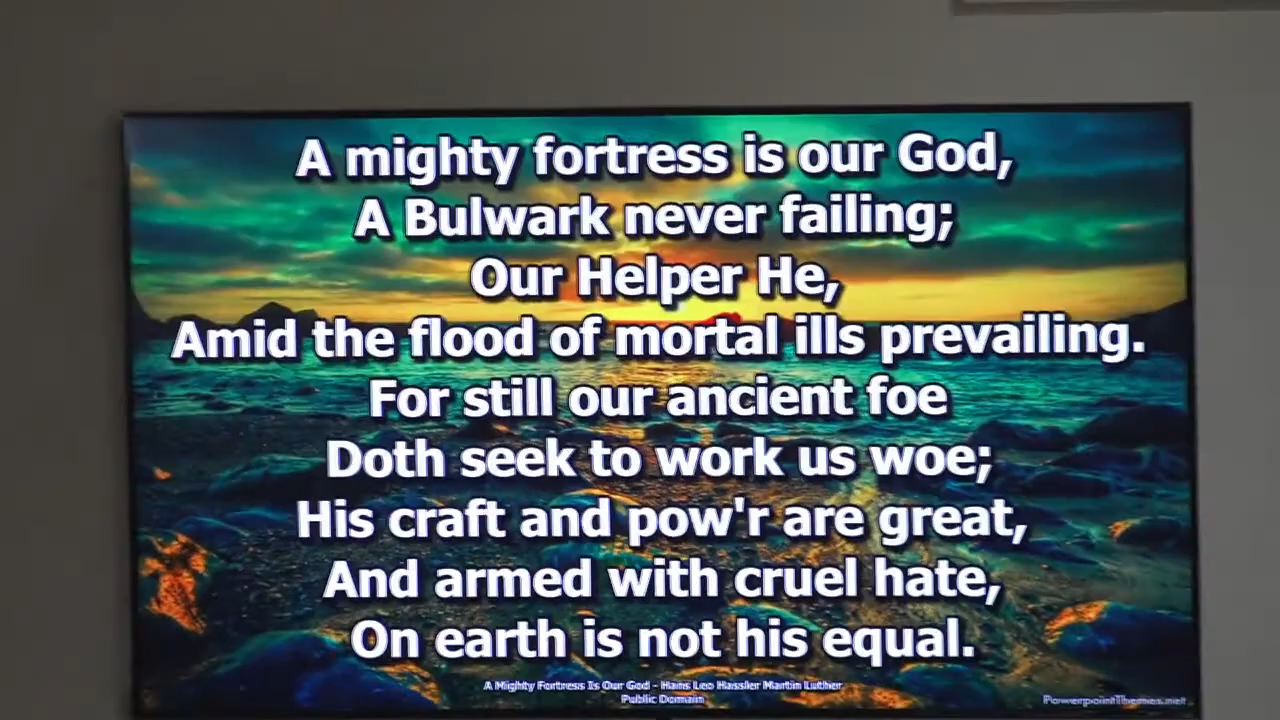 A mighty fortress is our God,
A Bulwark never failing;
Our Helper He,
Amid the flood of mortal ills prevailing.
For still our ancient foe
Doth seek to work us woe;
His craft and pow'r are great,
And armed with cruel hate,
On earth is not his equal.
A Mighty Fortress Is Our God - Hans Leo Hassler Martin Luther
Public Domain
PowerpointThemes.net